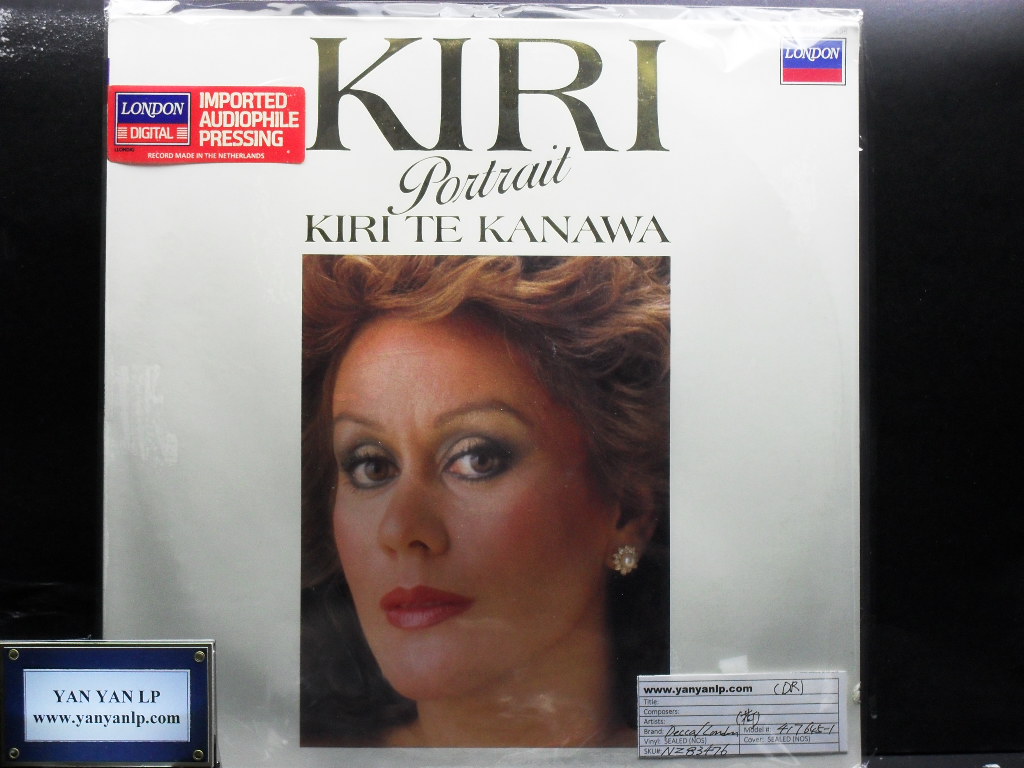 KIRI
LONDON
LONDON
DIGITAL
IMPORTED
AUDIOPHILE
PRESSING
RECORD MADE IN THE NETHERLANDS
Portrait
KIRI TE KANAWA
YAN YAN LP
www.yanyanlp.com
www.yanyanlp.com (DR)
Title:
Composers:
Artists:
Brand: Decca/London Model #: 417 645-1
Vinyl: SEALED (NOS) Cover: SEALED (NOS)
SKU# NZ83476